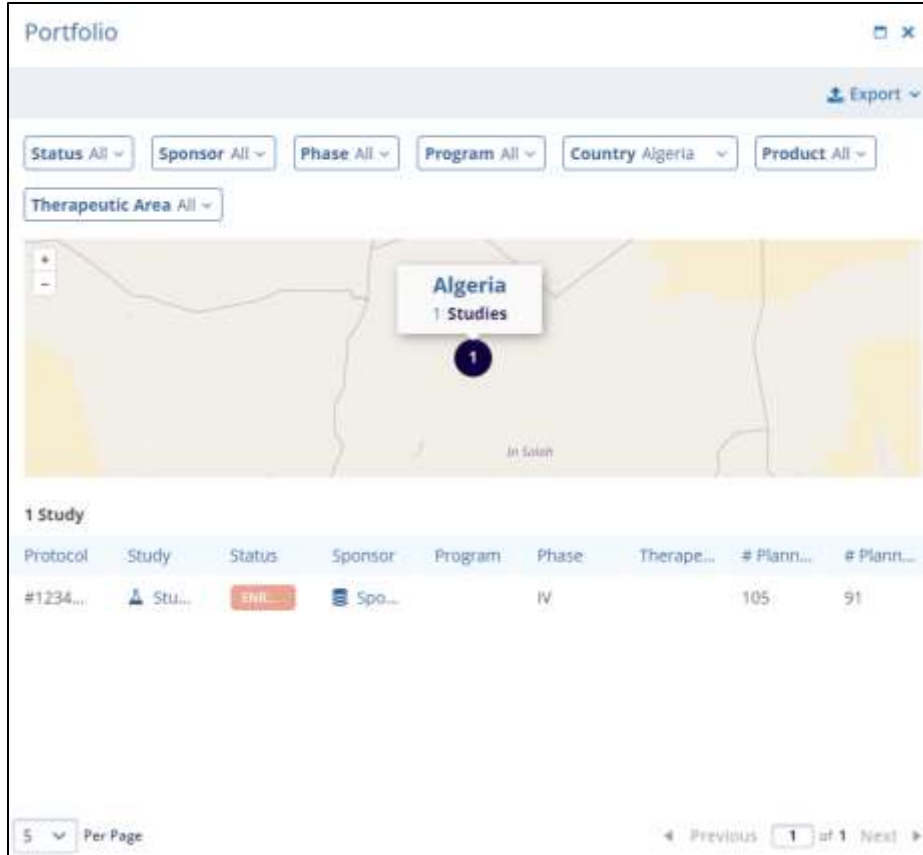 Portfolio
Export
Status All Sponsor All Phase All Program All Country Algeria Product All
Therapeutic Area All
+
-
Algeria
1 Studies
1
In Salah
1 Study
Protocol Study Status Sponsor Program Phase Therape... # Plann... # Plann...
#1234... Stu... ENR... Spo... IV 105 91
5 Per Page Previous 1 of 1 Next